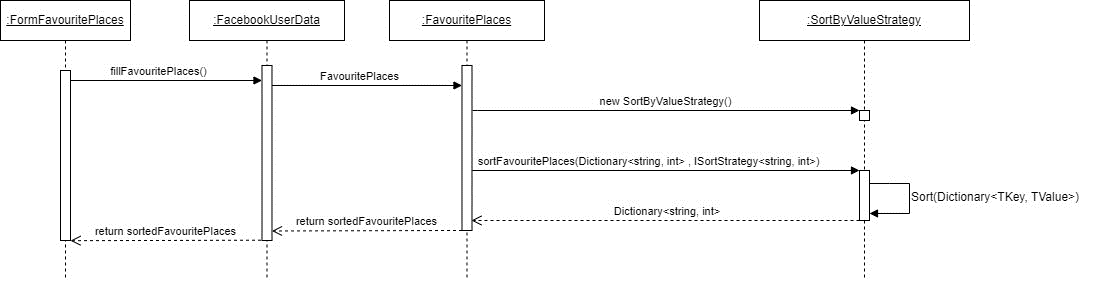 :FormFavouritePlaces
:FacebookUserData
:FavouritePlaces
:SortByValueStrategy
fillFavouritePlaces()
FavouritePlaces
new SortByValueStrategy()
sortFavouritePlaces(Dictionary<string, int> , ISortStrategy<string, int>)
Sort(Dictionary<TKey, TValue>)
Dictionary<string, int>
return sortedFavouritePlaces
return sortedFavouritePlaces